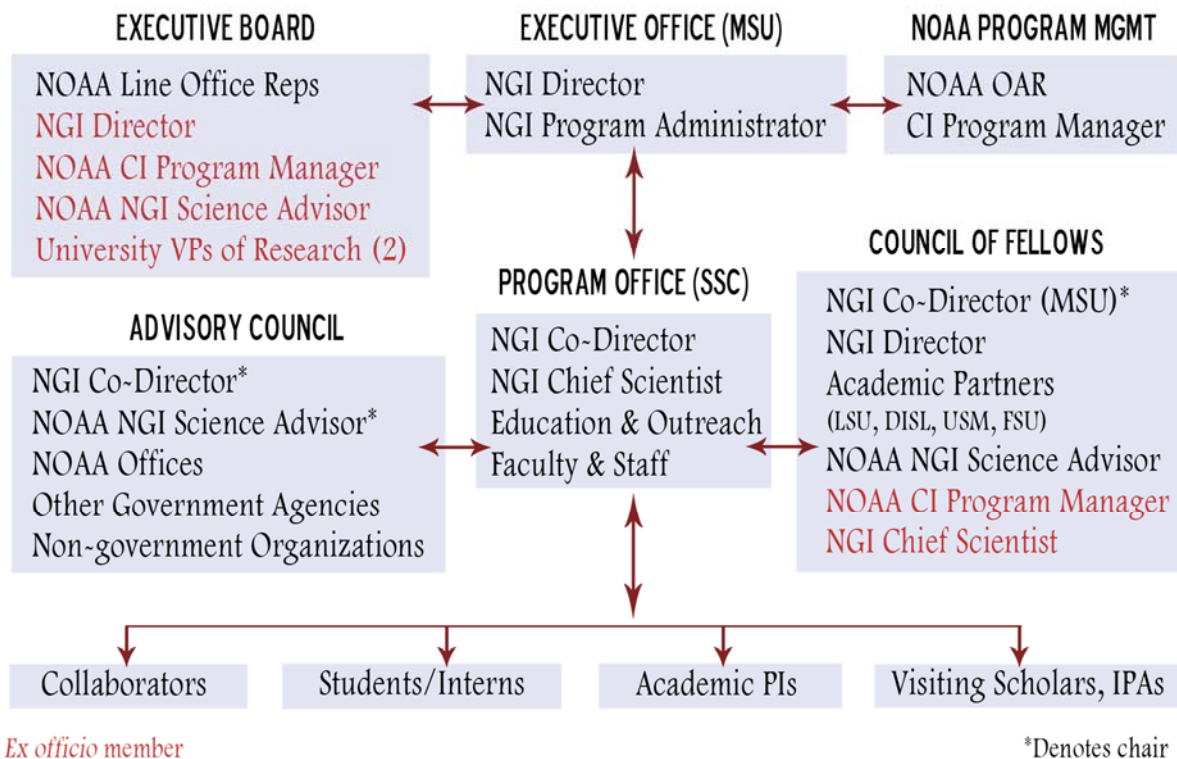 EXECUTIVE BOARD
NOAA Line Office Reps
NGI Director
NOAA CI Program Manager
NOAA NGI Science Advisor
University VPs of Research (2)
EXECUTIVE OFFICE (MSU)
NGI Director
NGI Program Administrator
NOAA PROGRAM MGMT
NOAA OAR
CI Program Manager
ADVISORY COUNCIL
NGI Co-Director*
NOAA NGI Science Advisor*
NOAA Offices
Other Government Agencies
Non-government Organizations
PROGRAM OFFICE (SSC)
NGI Co-Director
NGI Chief Scientist
Education & Outreach
Faculty & Staff
COUNCIL OF FELLOWS
NGI Co-Director (MSU)*
NGI Director
Academic Partners
(LSU, DISL, USM, FSU)
NOAA NGI Science Advisor
NOAA CI Program Manager
NGI Chief Scientist
Collaborators
Students/Interns
Academic PIs
Visiting Scholars, IPAs
Ex officio member
*Denotes chair